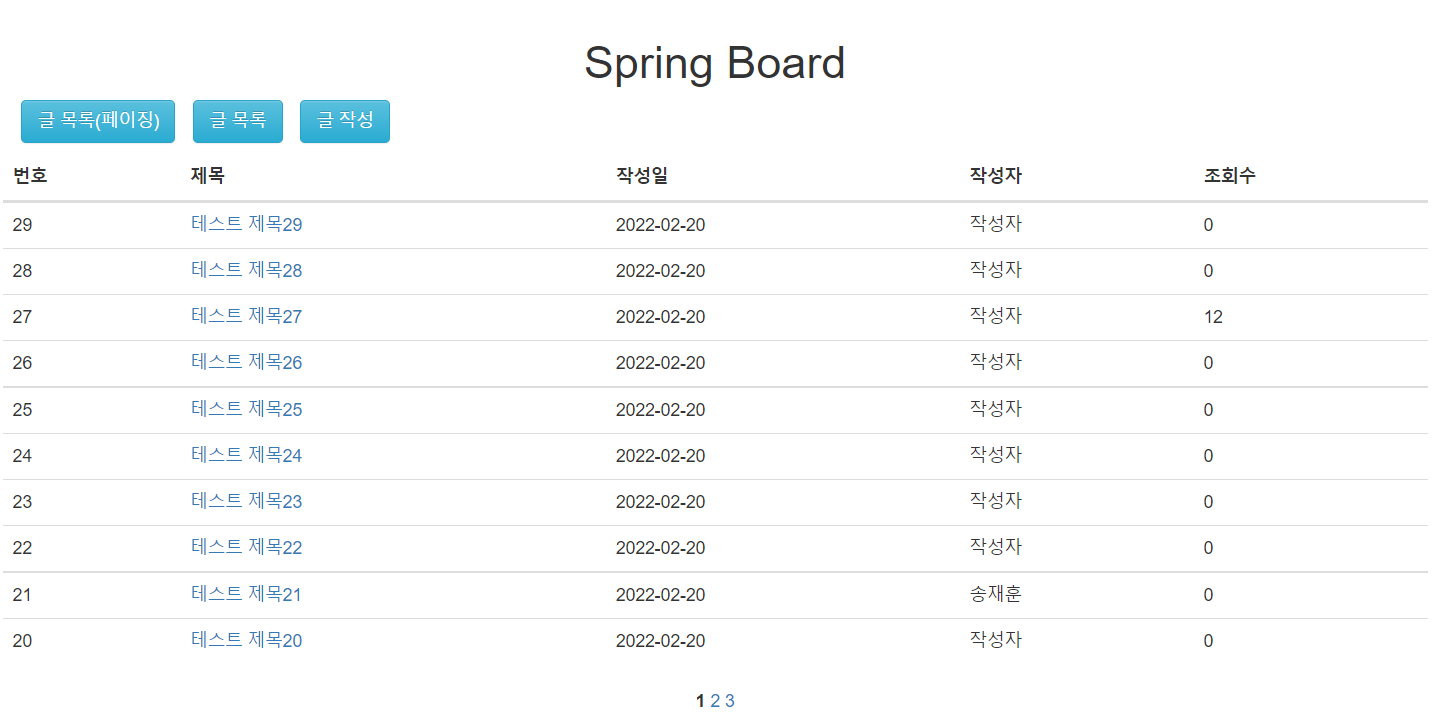 Spring Board
글 목록(페이징) 글 목록 글 작성
번호 제목 작성일 작성자 조회수
29 테스트 제목29 2022-02-20 작성자 0
28 테스트 제목28 2022-02-20 작성자 0
27 테스트 제목27 2022-02-20 작성자 12
26 테스트 제목26 2022-02-20 작성자 0
25 테스트 제목25 2022-02-20 작성자 0
24 테스트 제목24 2022-02-20 작성자 0
23 테스트 제목23 2022-02-20 작성자 0
22 테스트 제목22 2022-02-20 작성자 0
21 테스트 제목21 2022-02-20 송재훈 0
20 테스트 제목20 2022-02-20 작성자 0
1 2 3